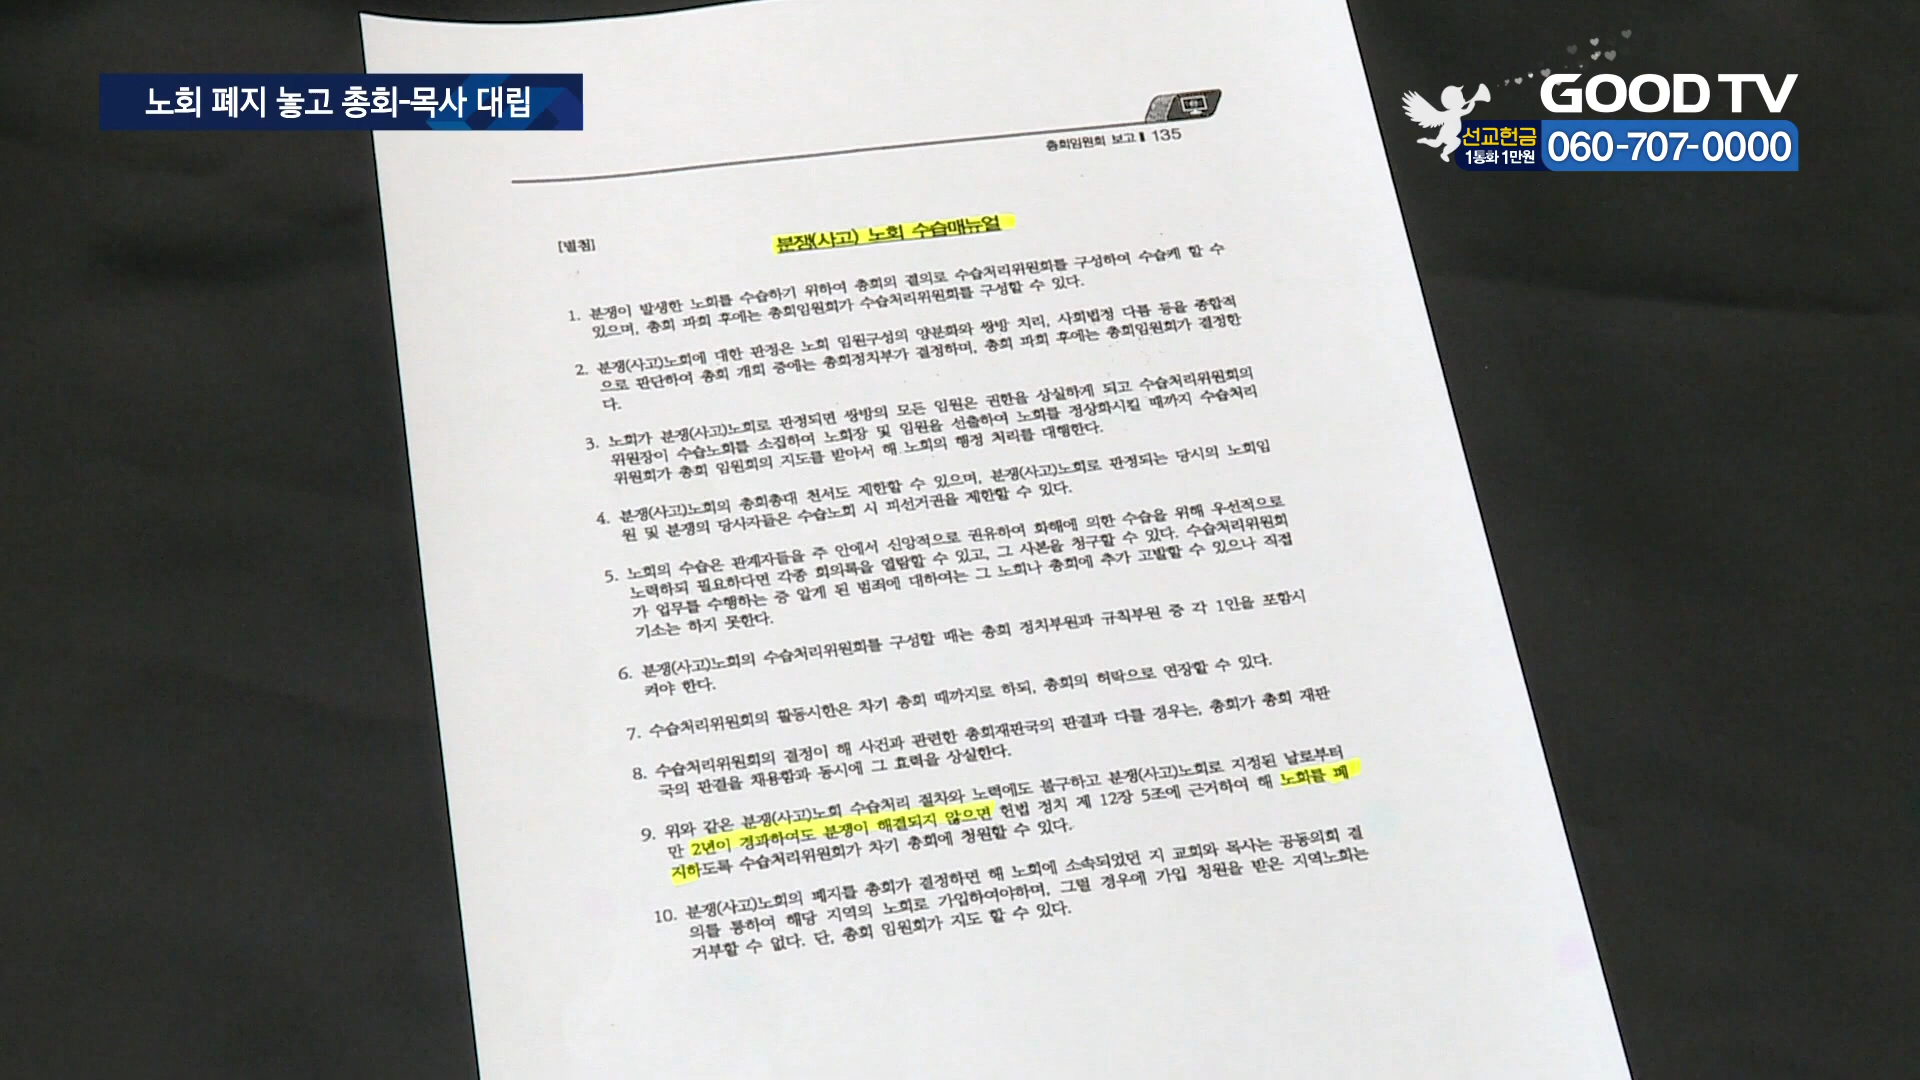 노회 폐지 놓고 총회-목사 대립
GOODTV
선교헌금
1통화 1만원
060-707-0000
총회임원회 보고 135
[별첨]
분쟁(사고) 노회 수습매뉴얼
1. 분쟁이 발생한 노회를 수습하기 위하여 총회의 결의로 수습처리위원회를 구성하여 수습케 할 수
있으며, 총회 파회 후에는 총회임원회가 수습처리위원회를 구성할 수 있다.
2. 분쟁(사고)노회에 대한 판정은 노회 임원구성의 양분화와 쌍방 치리, 사회법정 다툼 등을 종합적
으로 판단하여 총회 개회 중에는 총회정치부가 결정하며, 총회 파회 후에는 총회임원회가 결정한
다.
3. 노회가 분쟁(사고)노회로 판정되면 쌍방의 모든 임원은 권한을 상실하게 되고 수습처리위원회의
위원장이 수습노회를 소집하여 노회장 및 임원을 선출하여 노회를 정상화시킬 때까지 수습처리
위원회가 총회 임원회의 지도를 받아서 해 노회의 행정 처리를 대행한다.
4. 분쟁(사고)노회의 총회총대 천서도 제한할 수 있으며, 분쟁(사고)노회로 판정되는 당시의 노회임
원 및 분쟁의 당사자들은 수습노회 시 피선거권을 제한할 수 있다.
5. 노회의 수습은 관계자들을 주 안에서 신앙적으로 권유하여 화해에 의한 수습을 위해 우선적으로
노력하되 필요하다면 각종 회의록을 열람할 수 있고, 그 사본을 청구할 수 있다. 수습처리위원회
가 업무를 수행하는 중 알게 된 범죄에 대하여는 그 노회나 총회에 추가 고발할 수 있으나 직접
기소는 하지 못한다.
6. 분쟁(사고)노회의 수습처리위원회를 구성할 때는 총회 정치부원과 규칙부원 중 각 1인을 포함시
켜야 한다.
7. 수습처리위원회의 활동시한은 차기 총회 때까지로 하되, 총회의 허락으로 연장할 수 있다.
8. 수습처리위원회의 결정이 해 사건과 관련한 총회재판국의 판결과 다를 경우는, 총회가 총회 재판
국의 판결을 채용함과 동시에 그 효력을 상실한다.
9. 위와 같은 분쟁(사고)노회 수습처리 절차와 노력에도 불구하고 분쟁(사고)노회로 지정된 날로부터
만 2년이 경과하여도 분쟁이 해결되지 않으면 헌법 정치 제 12장 5조에 근거하여 해 노회를 폐
지하도록 수습처리위원회가 차기 총회에 청원할 수 있다.
10. 분쟁(사고)노회의 폐지를 총회가 결정하면 해 노회에 소속되었던 지 교회와 목사는 공동의회 결
의를 통하여 해당 지역의 노회로 가입하여야하며, 그럴 경우에 가입 청원을 받은 지역노회는
거부할 수 없다. 단, 총회 임원회가 지도 할 수 있다.